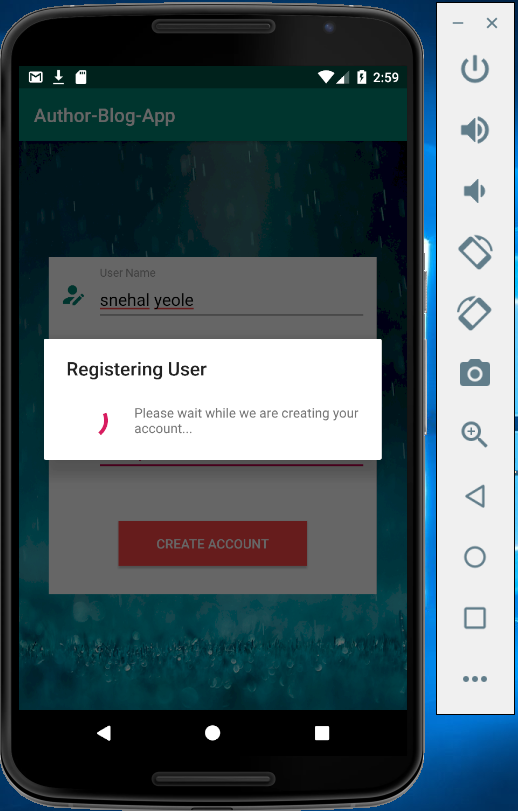 2:59
Author-Blog-App
User Name
snehal yeole
Registering User
Please wait while we are creating your
account...
CREATE ACCOUNT